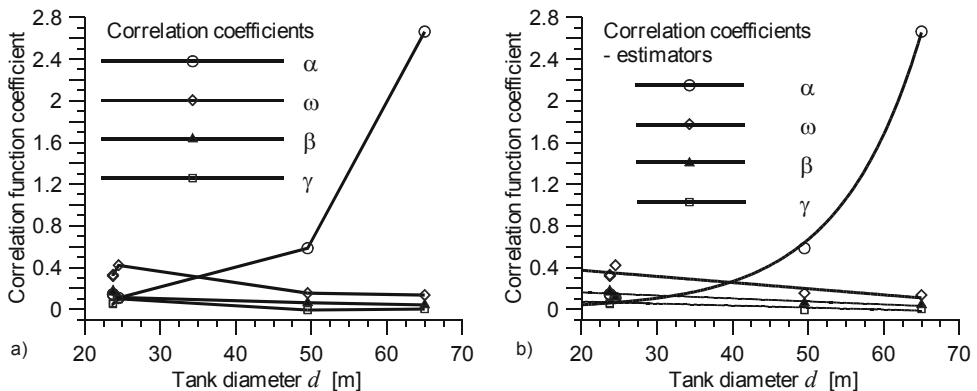 2.8
2.4
2
1.6
1.2
0.8
0.4
0
Correlation function coefficient
Correlation coefficients
α
ω
β
γ
20 30 40 50 60 70
Tank diameter d [m]
a)
2.8
2.4
2
1.6
1.2
0.8
0.4
0
Correlation function coefficient
Correlation coefficients
- estimators
α
ω
β
γ
20 30 40 50 60 70
Tank diameter d [m]
b)